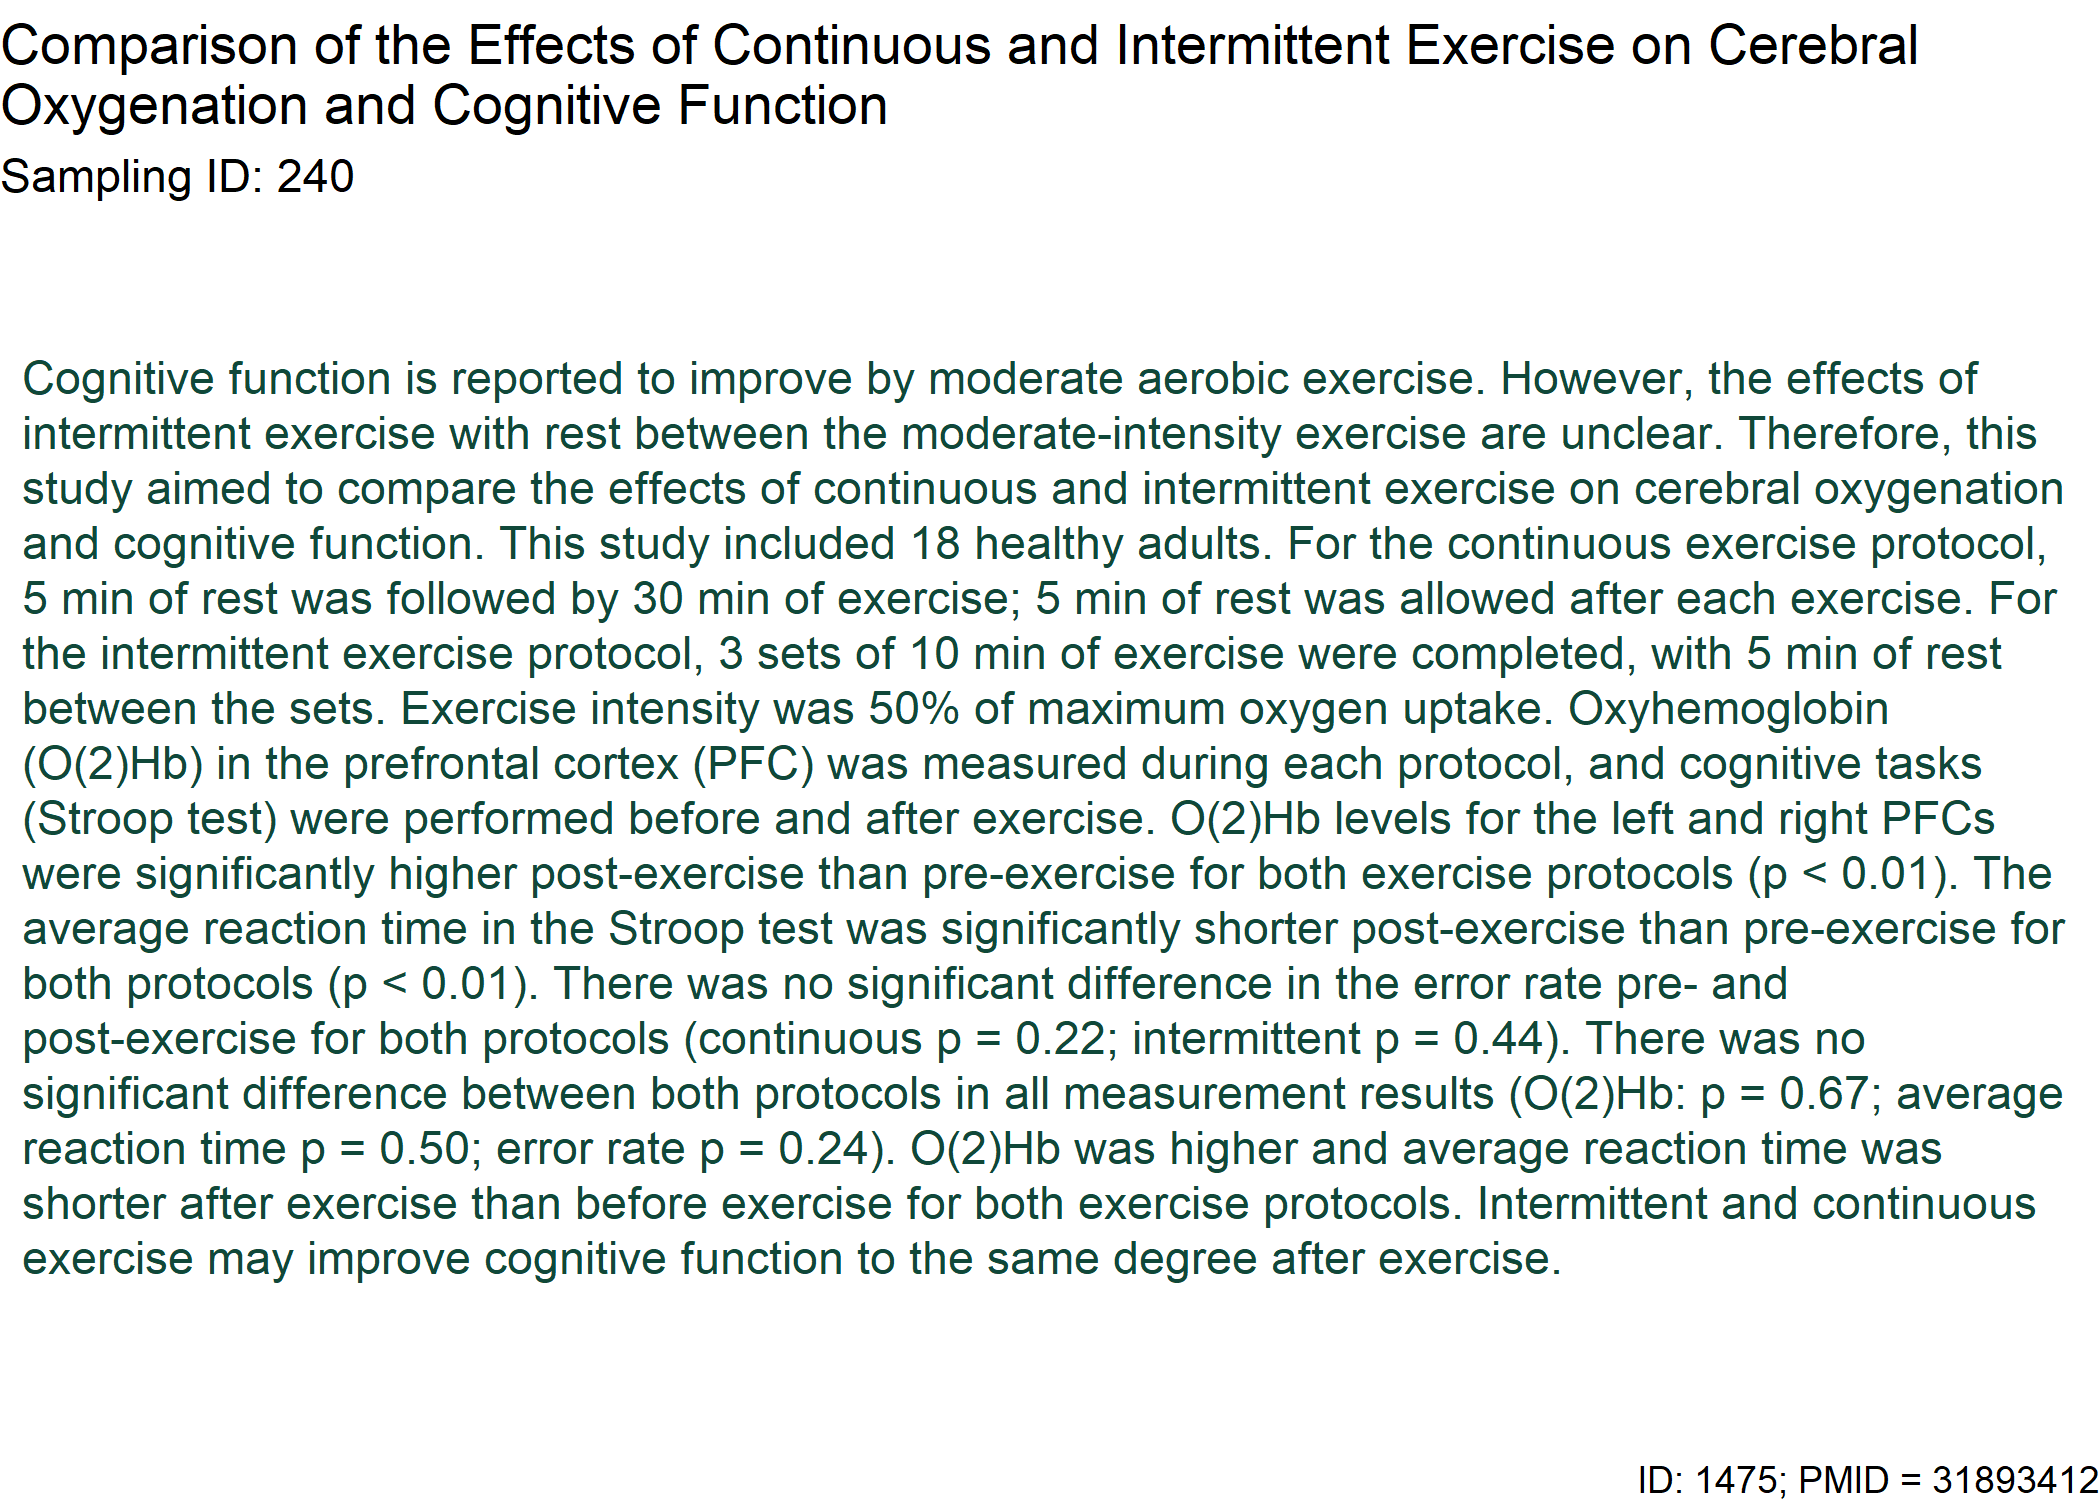 Comparison of the Effects of Continuous and Intermittent Exercise on Cerebral
Oxygenation and Cognitive Function
Sampling ID: 240
Cognitive function is reported to improve by moderate aerobic exercise. However, the effects of
intermittent exercise with rest between the moderate-intensity exercise are unclear. Therefore, this
study aimed to compare the effects of continuous and intermittent exercise on cerebral oxygenation
and cognitive function. This study included 18 healthy adults. For the continuous exercise protocol,
5 min of rest was followed by 30 min of exercise; 5 min of rest was allowed after each exercise. For
the intermittent exercise protocol, 3 sets of 10 min of exercise were completed, with 5 min of rest
between the sets. Exercise intensity was 50% of maximum oxygen uptake. Oxyhemoglobin
(O(2)Hb) in the prefrontal cortex (PFC) was measured during each protocol, and cognitive tasks
(Stroop test) were performed before and after exercise. O(2)Hb levels for the left and right PFCs
were significantly higher post-exercise than pre-exercise for both exercise protocols (p < 0.01). The
average reaction time in the Stroop test was significantly shorter post-exercise than pre-exercise for
both protocols (p < 0.01). There was no significant difference in the error rate pre- and
post-exercise for both protocols (continuous p = 0.22; intermittent p = 0.44). There was no
significant difference between both protocols in all measurement results (O(2)Hb: p = 0.67; average
reaction time p = 0.50; error rate p = 0.24). O(2)Hb was higher and average reaction time was
shorter after exercise than before exercise for both exercise protocols. Intermittent and continuous
exercise may improve cognitive function to the same degree after exercise.
ID: 1475; PMID = 31893412